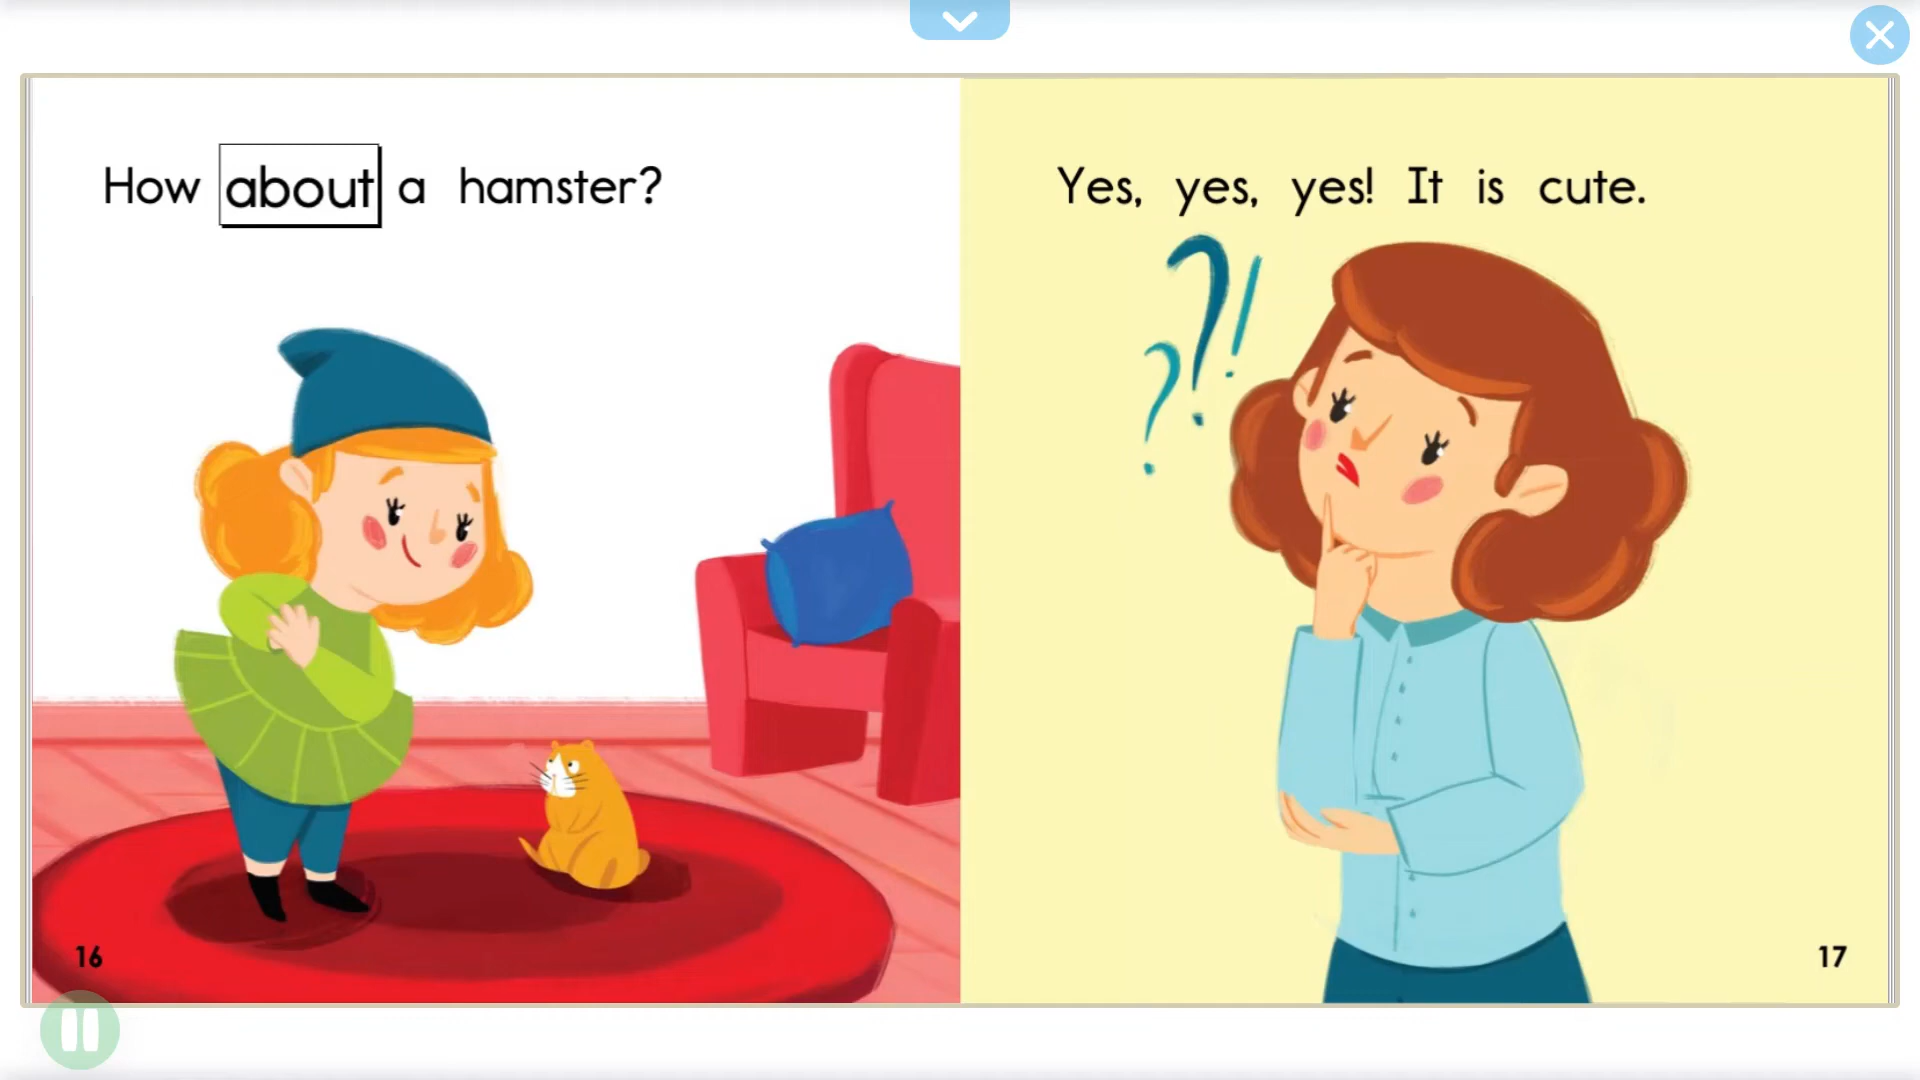 How about a hamster?
Yes, yes, yes! It is cute.
?
?!
16
17